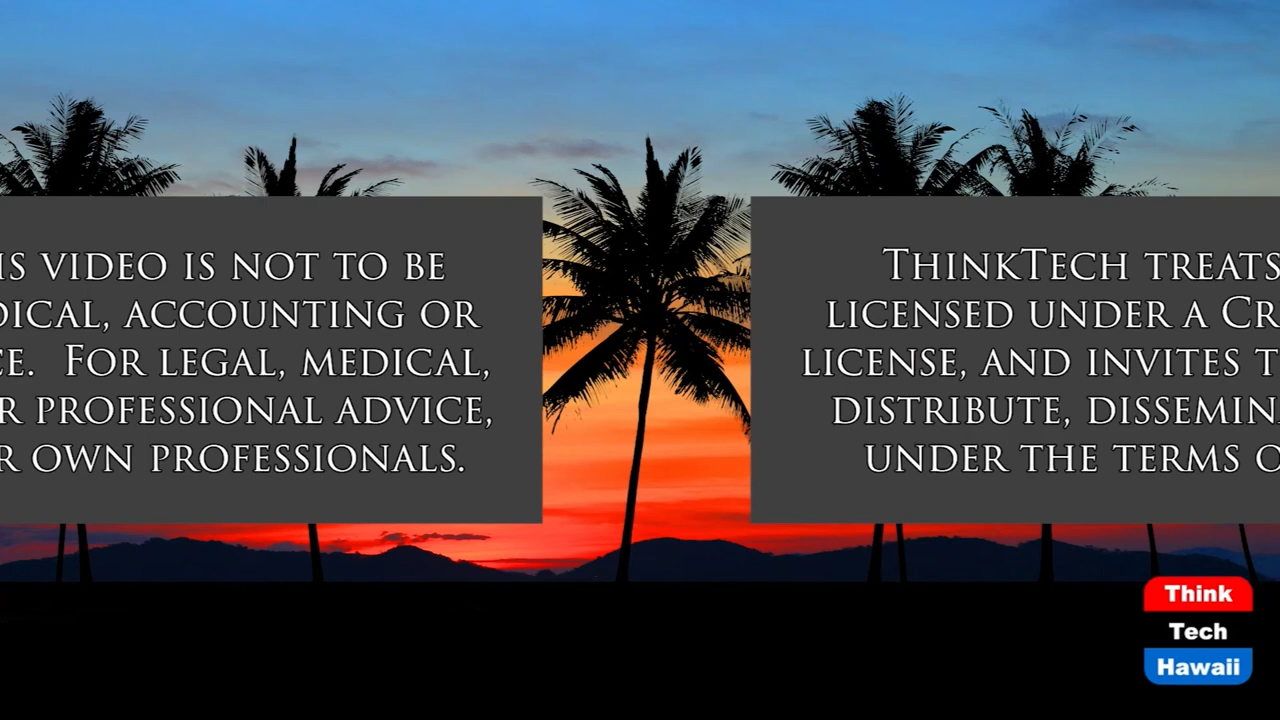 IS VIDEO IS NOT TO BE
DICAL, ACCOUNTING OR
CE. FOR LEGAL, MEDICAL,
R PROFESSIONAL ADVICE,
R OWN PROFESSIONALS.
THINKTECH TREATS
LICENSED UNDER A CR
LICENSE, AND INVITES T
DISTRIBUTE, DISSEMIN
UNDER THE TERMS O
Think
Tech
Hawaii